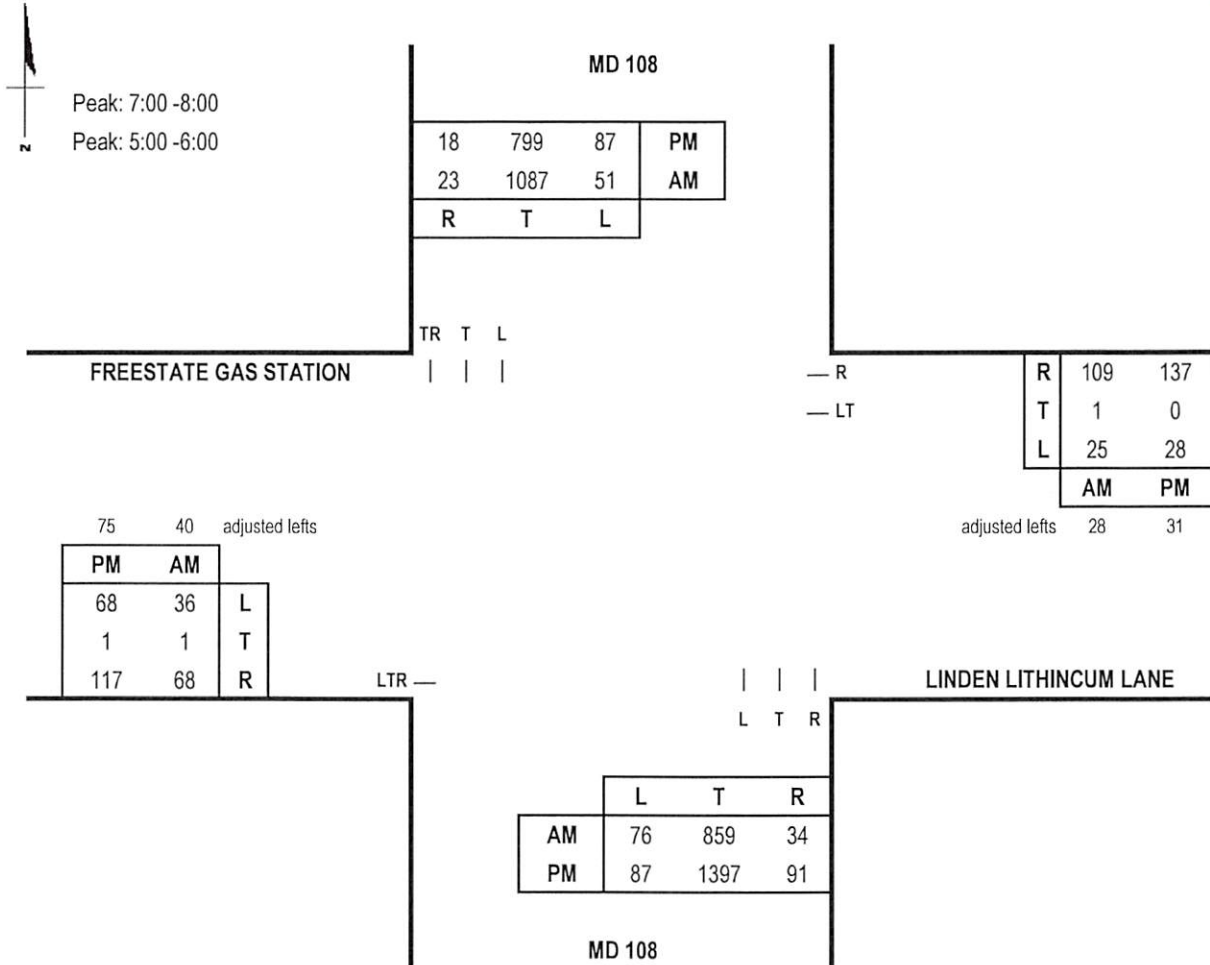 MD 108
Peak: 7:00 -8:00
Peak: 5:00 -6:00
N
18 799 87 PM
23 1087 51 AM
R T L
TR T L
FREESTATE GAS STATION
R
LT
R 109 137
T 1 0
L 25 28
AM PM
adjusted lefts 28 31
75 40 adjusted lefts
PM AM
68 36 L
1 1 T
117 68 R
LTR
LINDEN LITHINCUM LANE
L T R
L T R
AM 76 859 34
PM 87 1397 91
MD 108